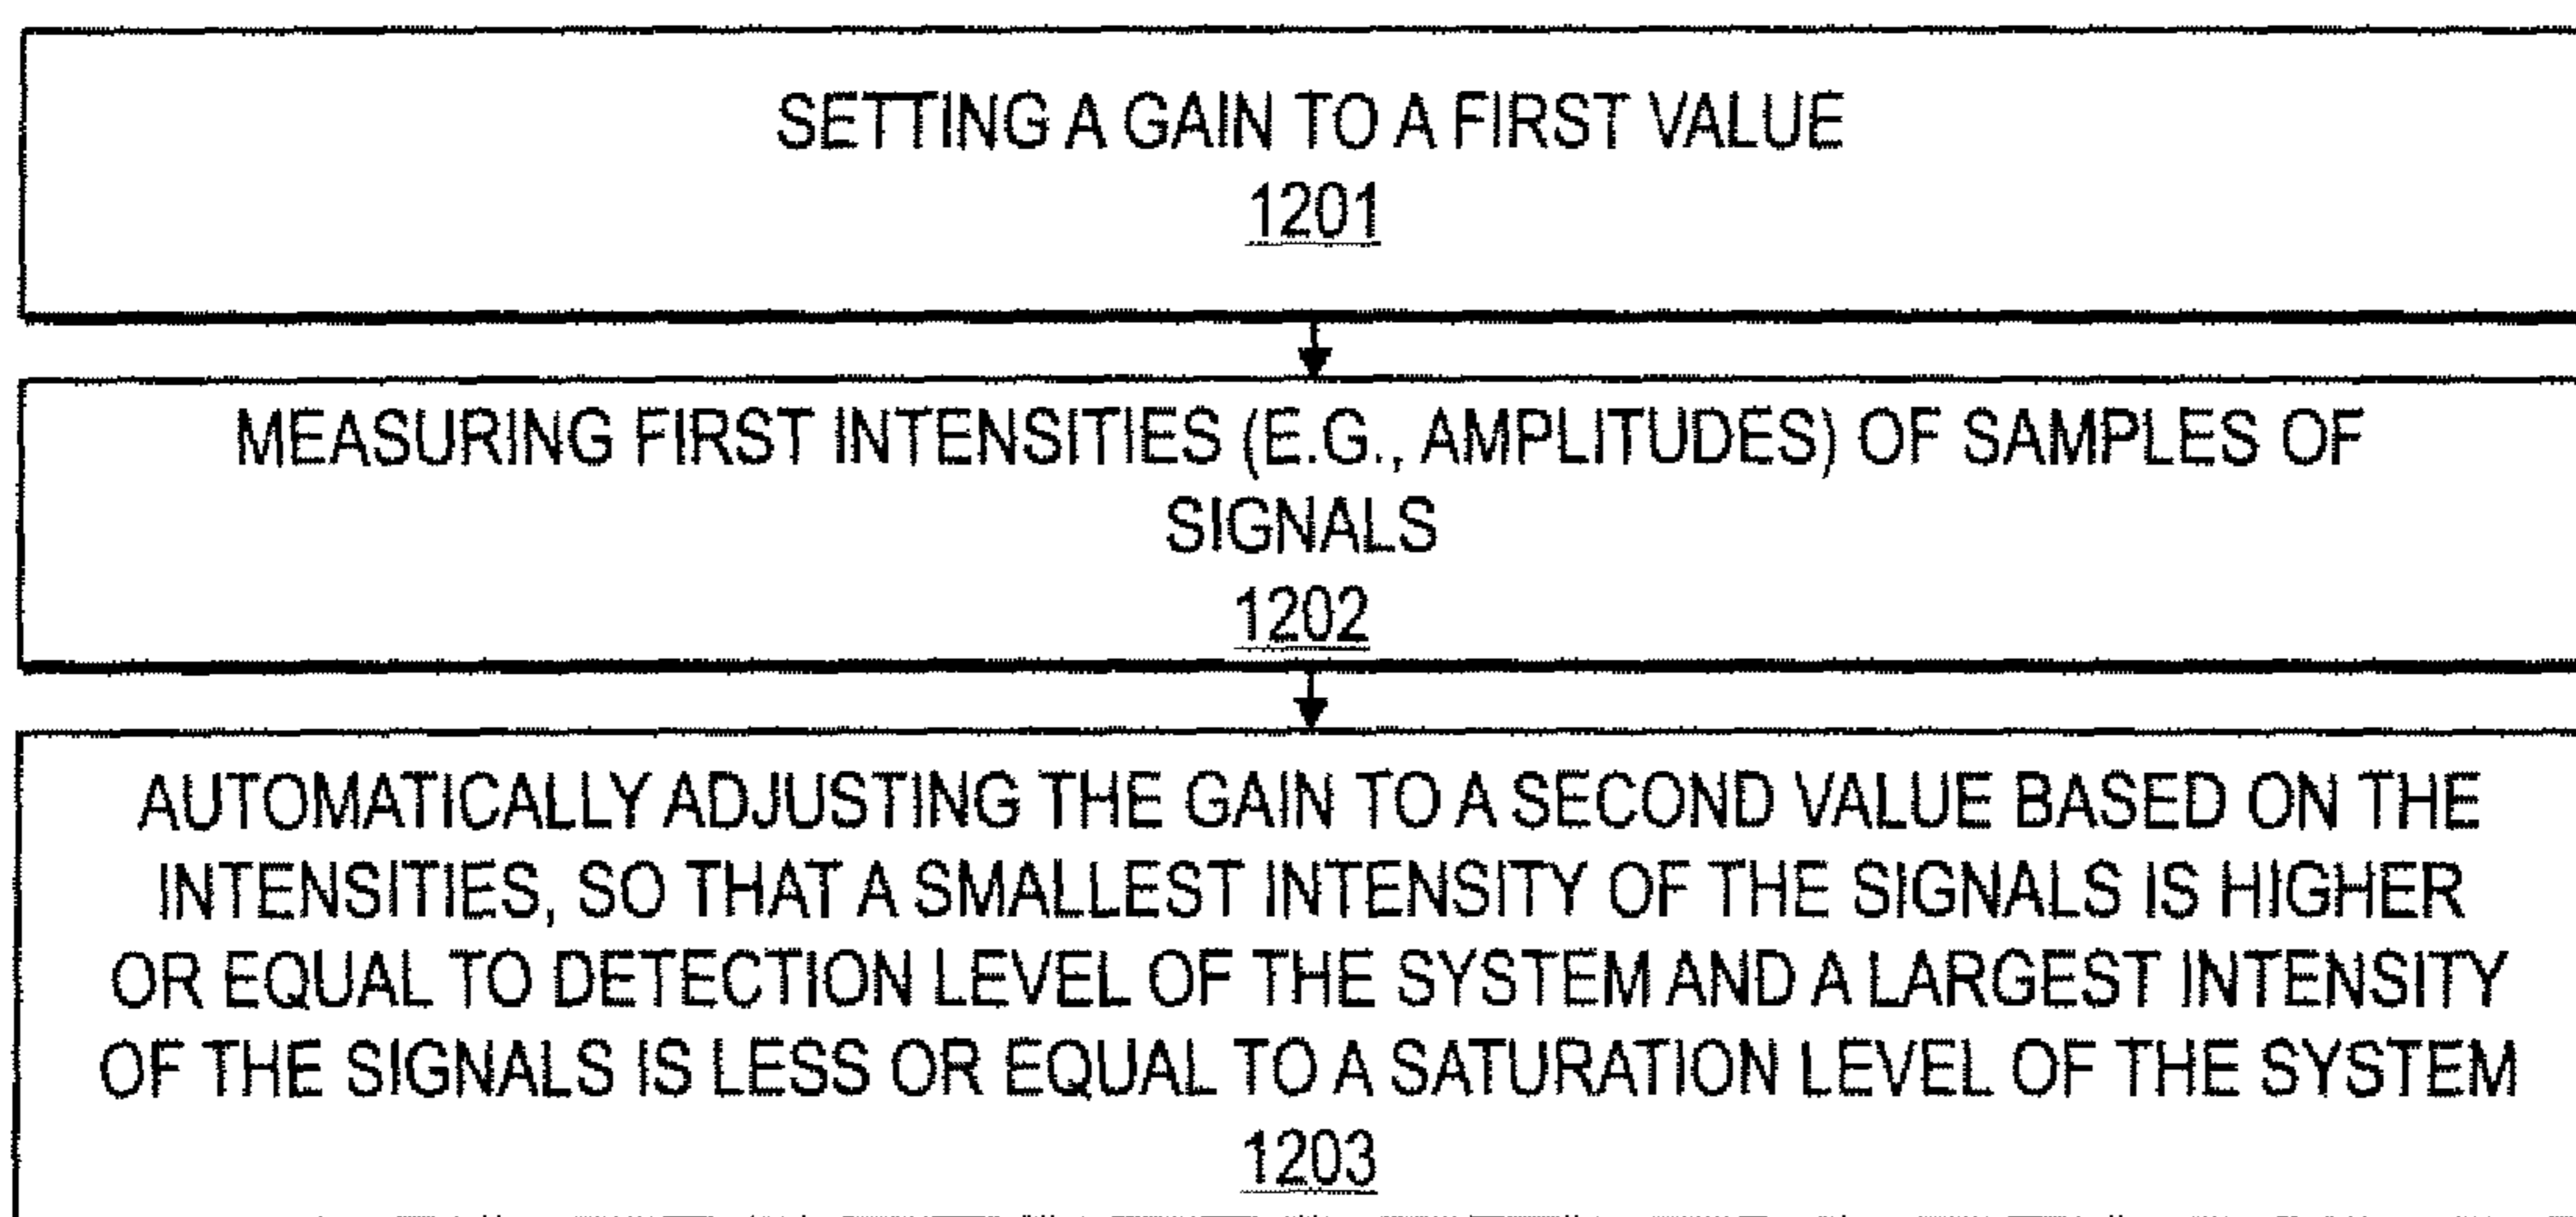 SETTING A GAIN TO A FIRST VALUE
1201
MEASURING FIRST INTENSITIES (E.G., AMPLITUDES) OF SAMPLES OF
SIGNALS
1202
AUTOMATICALLY ADJUSTING THE GAIN TO A SECOND VALUE BASED ON THE
INTENSITIES, SO THAT A SMALLEST INTENSITY OF THE SIGNALS IS HIGHER
OR EQUAL TO DETECTION LEVEL OF THE SYSTEM AND A LARGEST INTENSITY
OF THE SIGNALS IS LESS OR EQUAL TO A SATURATION LEVEL OF THE SYSTEM
1203